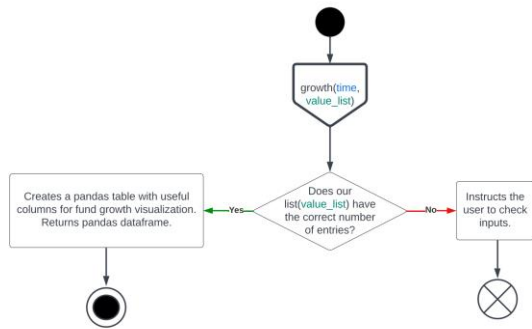 growth(time,
value_list)
Does our
list(value_list) have
the correct number
of entries?
Yes
No
Creates a pandas table with useful
columns for fund growth visualization.
Returns pandas dataframe.
Instructs the
user to check
inputs.